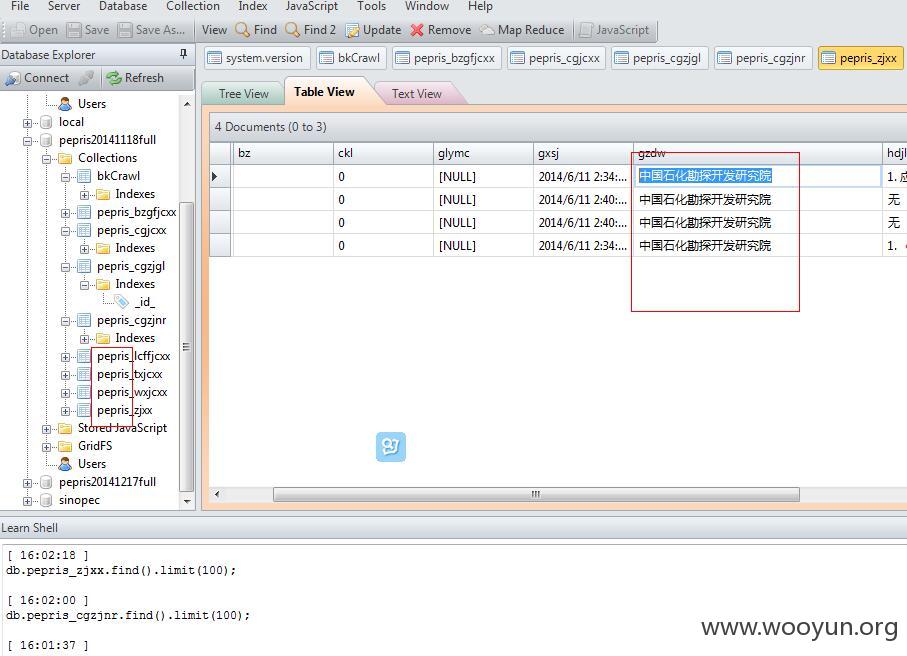 File Server Database Collection Index JavaScript Tools Window Help
Open Save Save As... View Find Find 2 Update Remove Map Reduce JavaScript
Database Explorer
Connect Refresh
Users
local
pepris20141118full
Collections
bkCrawl
Indexes
pepris_bzgfjcxx
pepris_cgjcxx
Indexes
pepris_cgzjgl
Indexes
_id_
pepris_cgzjnr
Indexes
pepris_lcffjcxx
pepris_txjcxx
pepris_wxjcxx
pepris_zjxx
Stored JavaScript
GridFS
Users
pepris20141217full
sinopec
system.version bkCrawl pepris_bzgfjcxx pepris_cgjcxx pepris_cgzjgl pepris_cgzjnr pepris_zjxx
Tree View Table View Text View
4 Documents (0 to 3)
bz ckl glymc gxsj gzdw hdjl
0 [NULL] 2014/6/11 2:34:... 中国石化勘探开发研究院 1. 应
0 [NULL] 2014/6/11 2:40:... 中国石化勘探开发研究院 无
0 [NULL] 2014/6/11 2:40:... 中国石化勘探开发研究院 无
0 [NULL] 2014/6/11 2:34:... 中国石化勘探开发研究院 1.
Learn Shell
[ 16:02:18 ]
db.pepris_zjxx.find().limit(100);
[ 16:02:00 ]
db.pepris_cgzjnr.find().limit(100);
[ 16:01:37 ]
www.wooyun.org